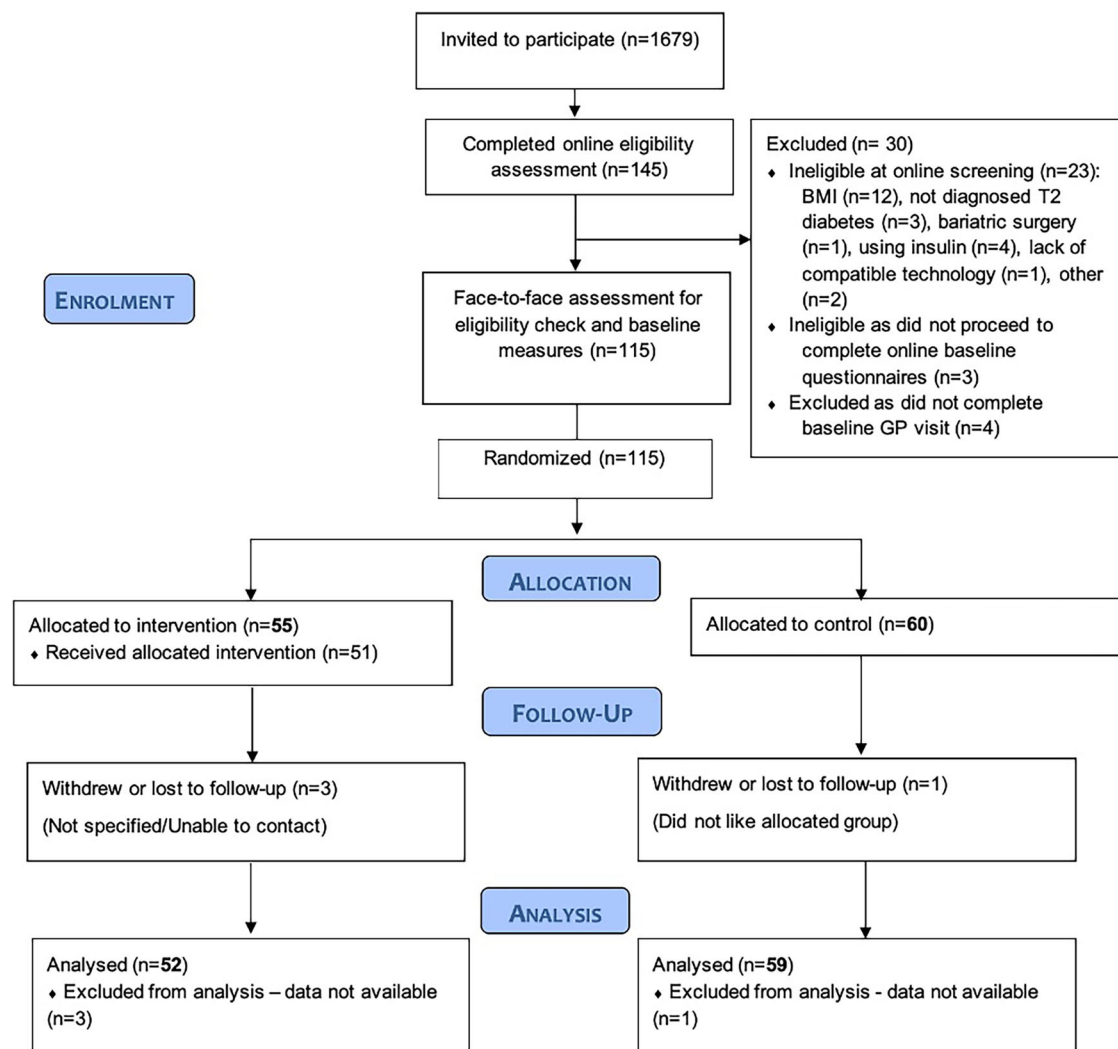 Invited to participate (n=1679)
Completed online eligibility
assessment (n=145)
Excluded (n= 30)
♦ Ineligible at online screening (n=23):
BMI (n=12), not diagnosed T2
diabetes (n=3), bariatric surgery
(n=1), using insulin (n=4), lack of
compatible technology (n=1), other
(n=2)
♦ Ineligible as did not proceed to
complete online baseline
questionnaires (n=3)
♦ Excluded as did not complete
baseline GP visit (n=4)
ENROLMENT
Face-to-face assessment for
eligibility check and baseline
measures (n=115)
Randomized (n=115)
ALLOCATION
Allocated to intervention (n=55)
♦ Received allocated intervention (n=51)
Allocated to control (n=60)
FOLLOW-UP
Withdrew or lost to follow-up (n=3)
(Not specified/Unable to contact)
Withdrew or lost to follow-up (n=1)
(Did not like allocated group)
ANALYSIS
Analysed (n=52)
♦ Excluded from analysis – data not available
(n=3)
Analysed (n=59)
♦ Excluded from analysis - data not available
(n=1)